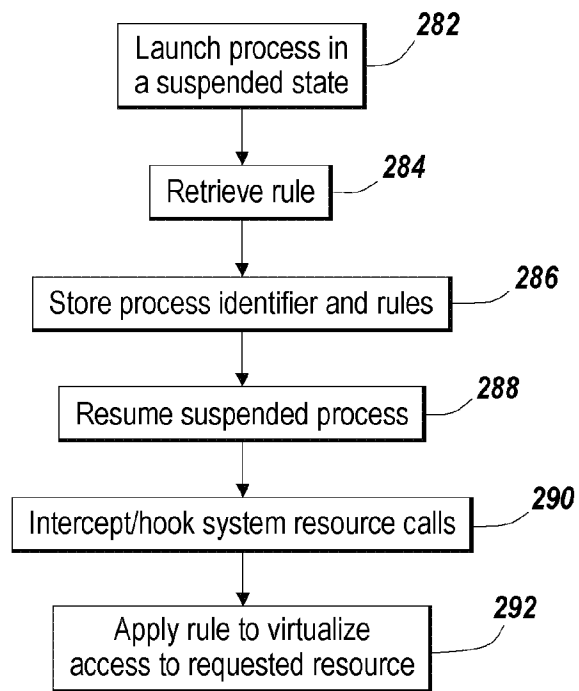 Launch process in
a suspended state
282
Retrieve rule
284
Store process identifier and rules
286
Resume suspended process
288
Intercept/hook system resource calls
290
Apply rule to virtualize
access to requested resource
292